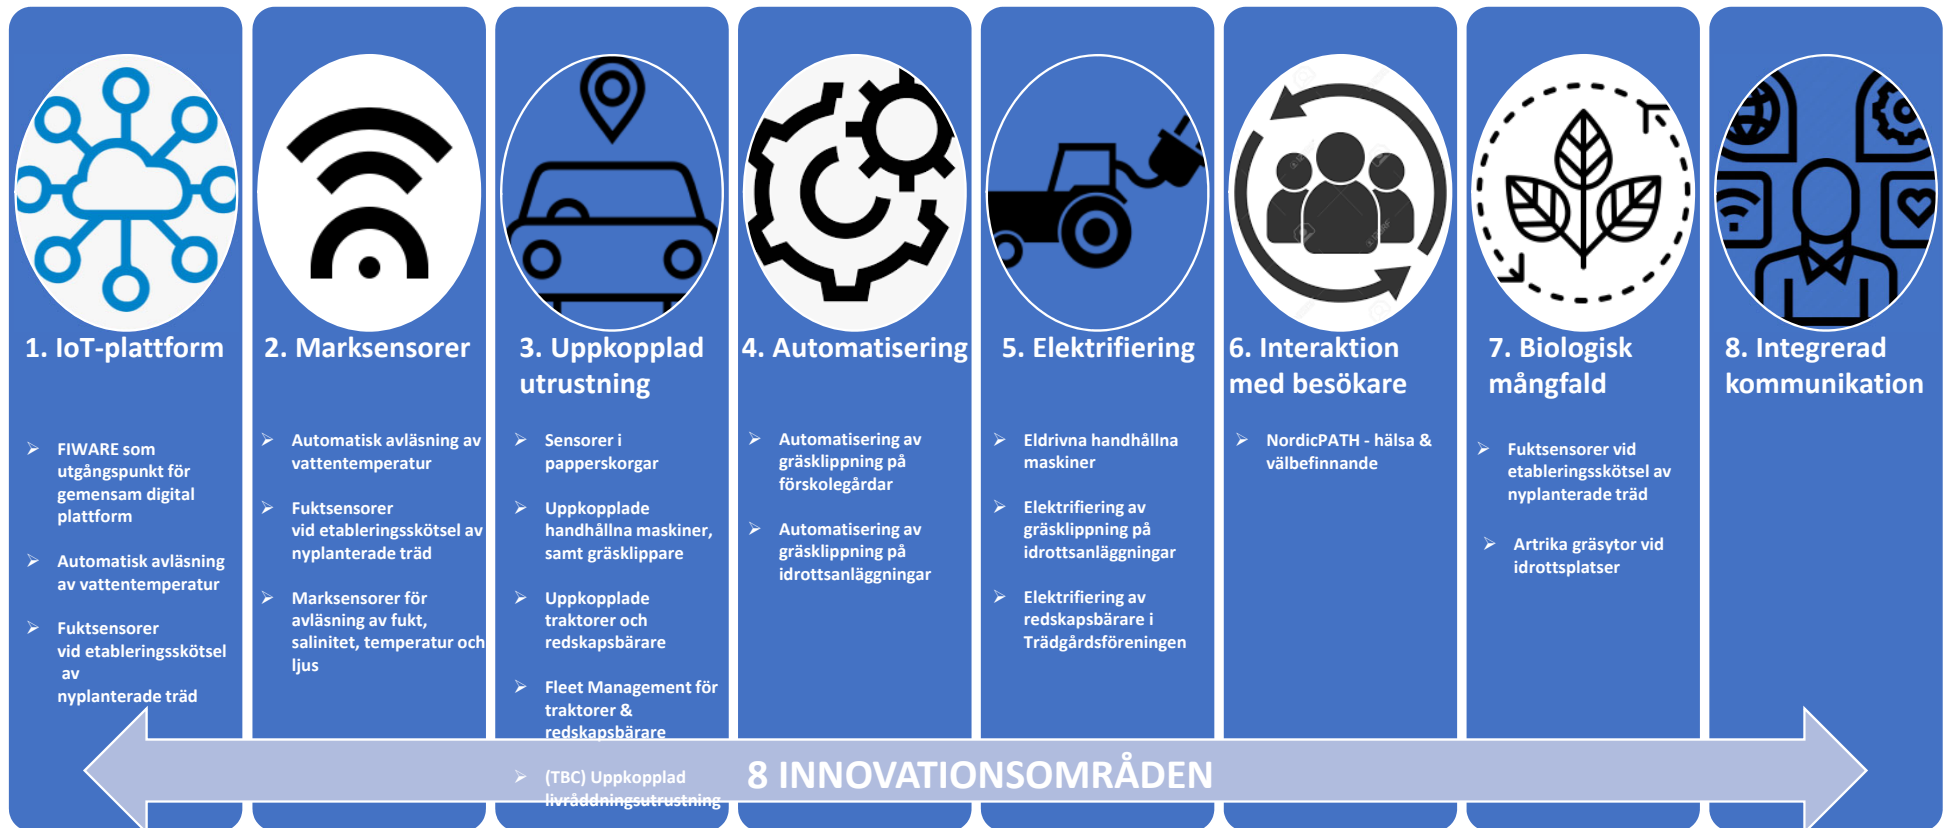 1. IoT-plattform
FIWARE som
utgångspunkt för
gemensam digital
plattform
Automatisk avläsning
av vattentemperatur
Fuktsensorer
vid etableringsskötsel
av
nyplanterade träd
2. Marksensorer
Automatisk avläsning av
vattentemperatur
Fuktsensorer
vid etableringsskötsel av
nyplanterade träd
Marksensorer för
avläsning av fukt,
salinitet, temperatur och
ljus
3. Uppkopplad
utrustning
Sensorer i
papperskorgar
Uppkopplade
handhållna maskiner,
samt gräsklippare
Uppkopplade
traktorer och
redskapsbärare
Fleet Management för
traktorer &
redskapsbärare
(TBC) Uppkopplad
livräddningsutrustning
4. Automatisering
Automatisering av
gräsklippning på
förskolegårdar
Automatisering av
gräsklippning på
idrottsanläggningar
5. Elektrifiering
Eldrivna handhållna
maskiner
Elektrifiering av
gräsklippning på
idrottsanläggningar
Elektrifiering av
redskapsbärare i
Trädgårdsföreningen
6. Interaktion
med besökare
NordicPATH - hälsa &
välbefinnande
7. Biologisk
mångfald
Fuktsensorer vid
etableringsskötsel av
nyplanterade träd
Artrika gräsytor vid
idrottsplatser
8. Integrerad
kommunikation
8 INNOVATIONSOMRÅDEN